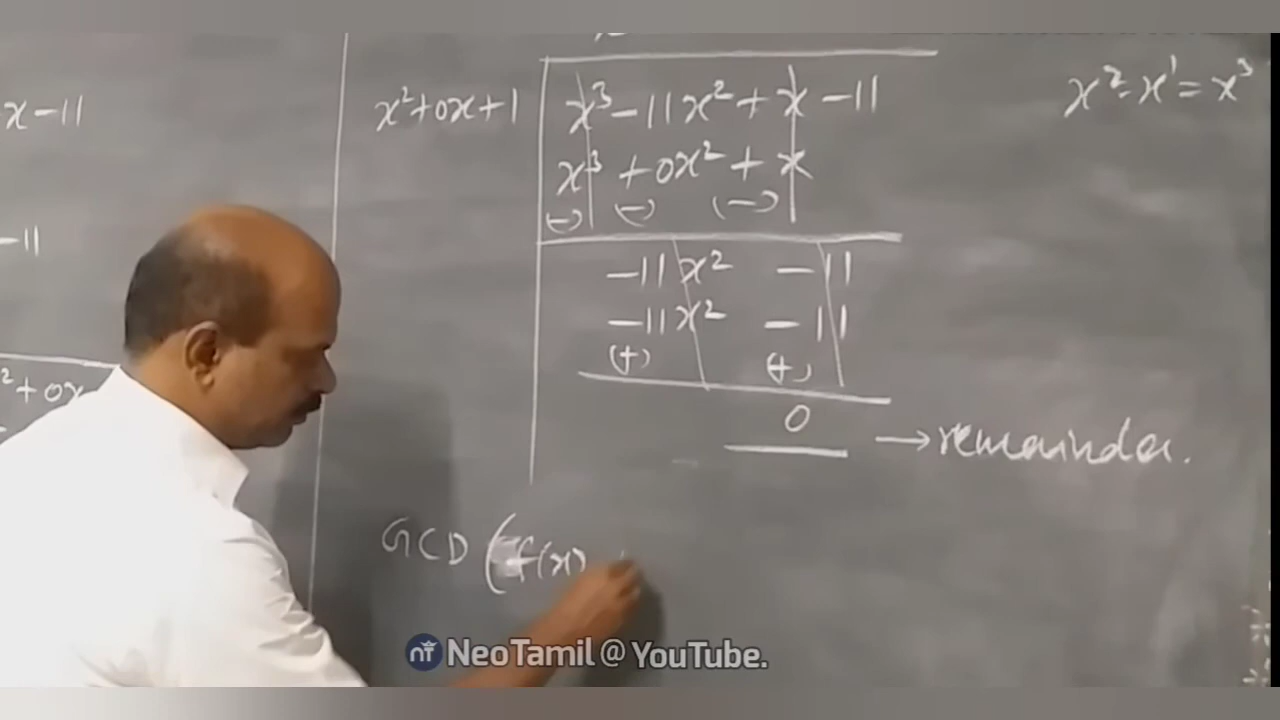 x-11
x²+0x+1
x³-11x²+x-11
x²·x¹=x³
x³+0x²+x
(-) (-) (-)
-11
-11x² -11
-11x² -11
(+) (+)
²+0x
0
→remainder.
GCD (f(x)
NeoTamil @ YouTube.